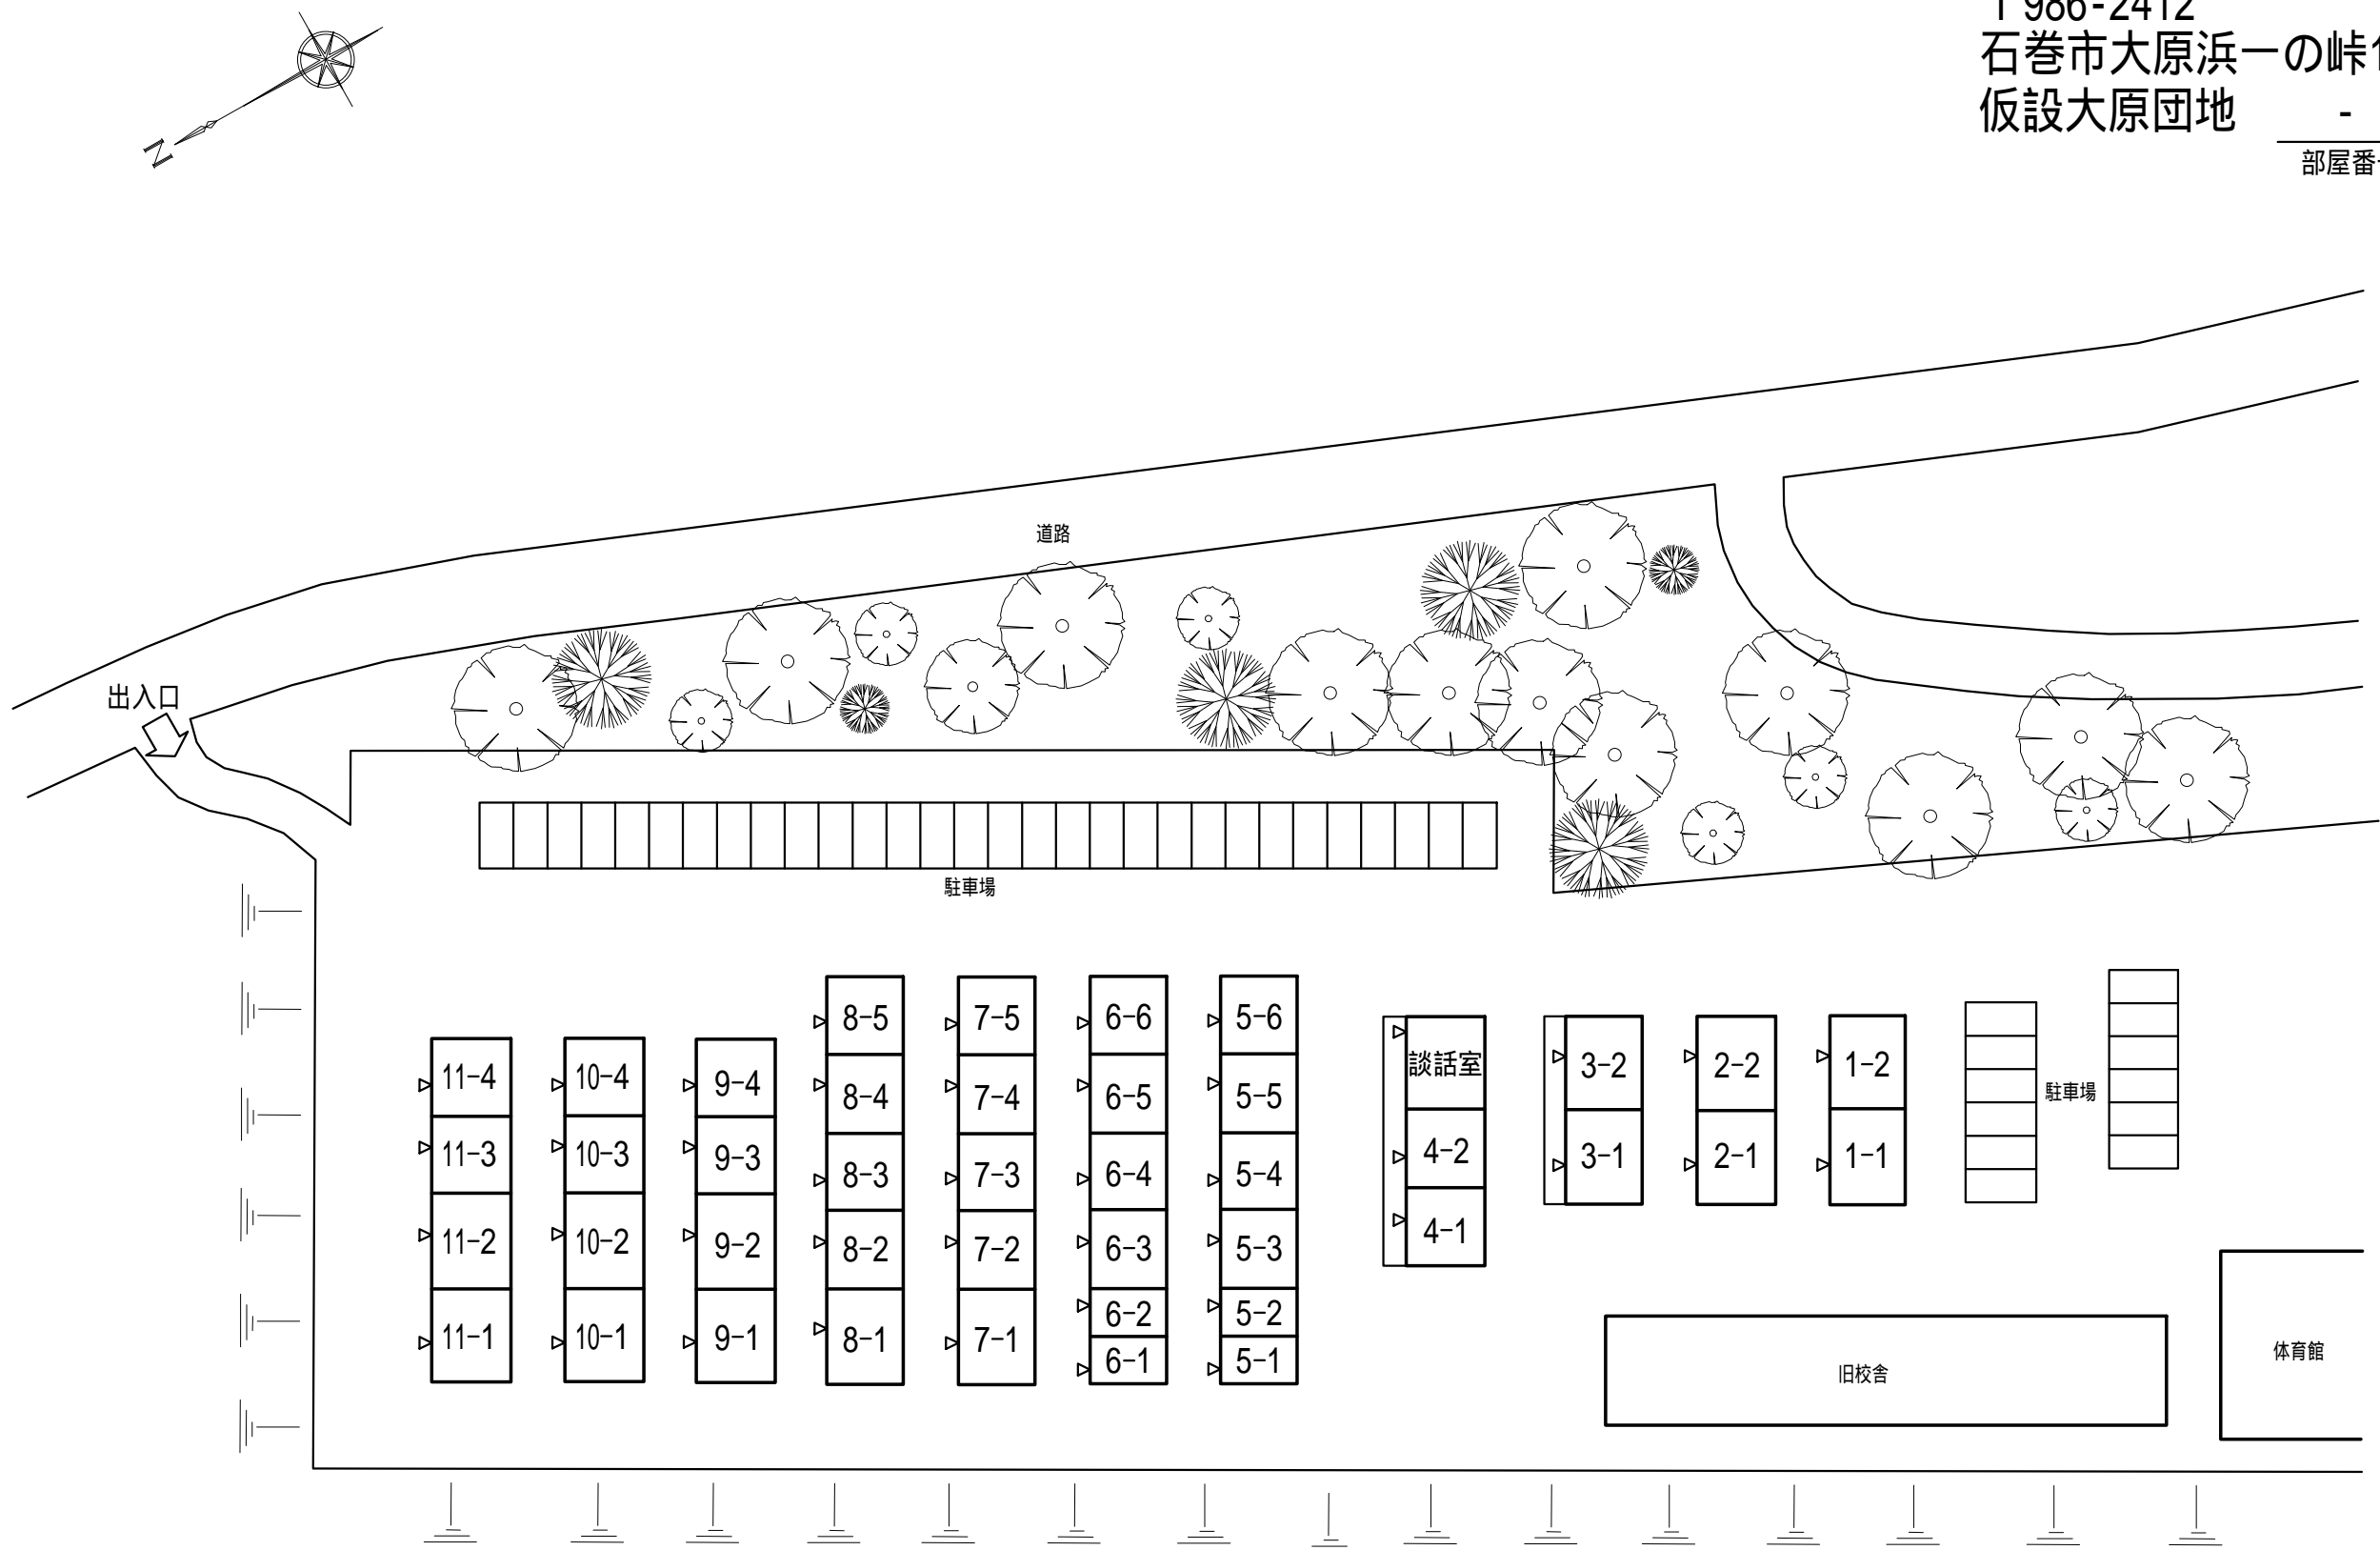 〒986-2412
石巻市大原浜一の峠
仮設大原団地　 -
部屋番
N
道路
出入口
駐車場
8-5 7-5 6-6 5-6
11-4 10-4 9-4 8-4 7-4 6-5 5-5 談話室 3-2 2-2 1-2 駐車場
11-3 10-3 9-3 8-3 7-3 6-4 5-4 4-2 3-1 2-1 1-1
11-2 10-2 9-2 8-2 7-2 6-3 5-3 4-1
6-2 5-2
11-1 10-1 9-1 8-1 7-1 6-1 5-1
旧校舎 体育館